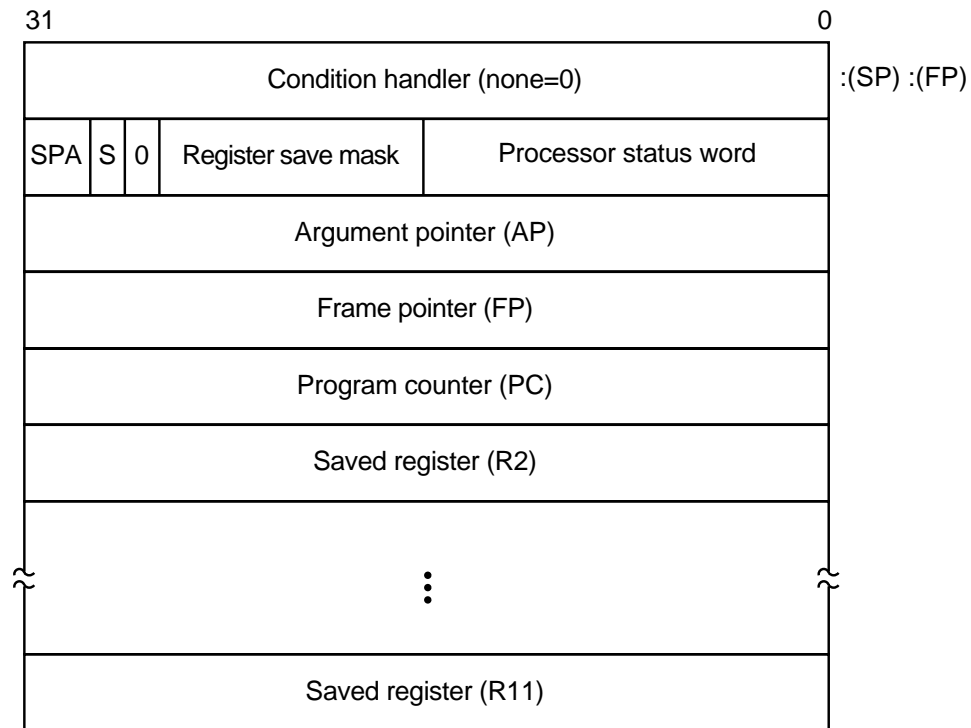 31 0
Condition handler (none=0) :(SP) :(FP)
SPA S 0 Register save mask Processor status word
Argument pointer (AP)
Frame pointer (FP)
Program counter (PC)
Saved register (R2)
Saved register (R11)